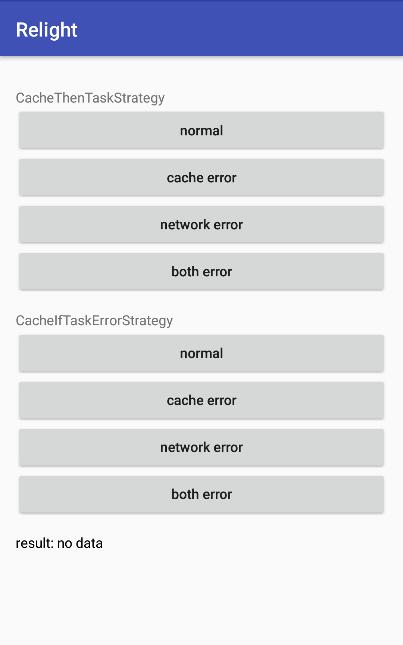 Relight
CacheThenTaskStrategy
normal
cache error
network error
both error
CacheIfTaskErrorStrategy
normal
cache error
network error
both error
result: no data